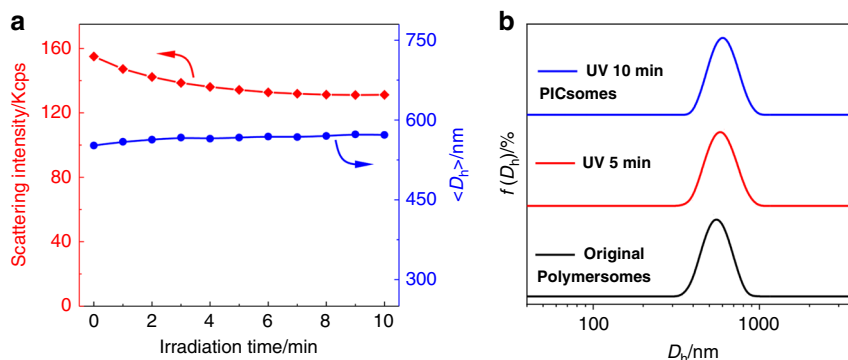 a
Scattering intensity/Kcps
160
120
80
40
0
0 2 4 6 8 10
Irradiation time/min
750
600
450
300
<Dh>/nm
b
f (Dh)/%
UV 10 min
PICsomes
UV 5 min
Original
Polymersomes
100 1000
Dh/nm